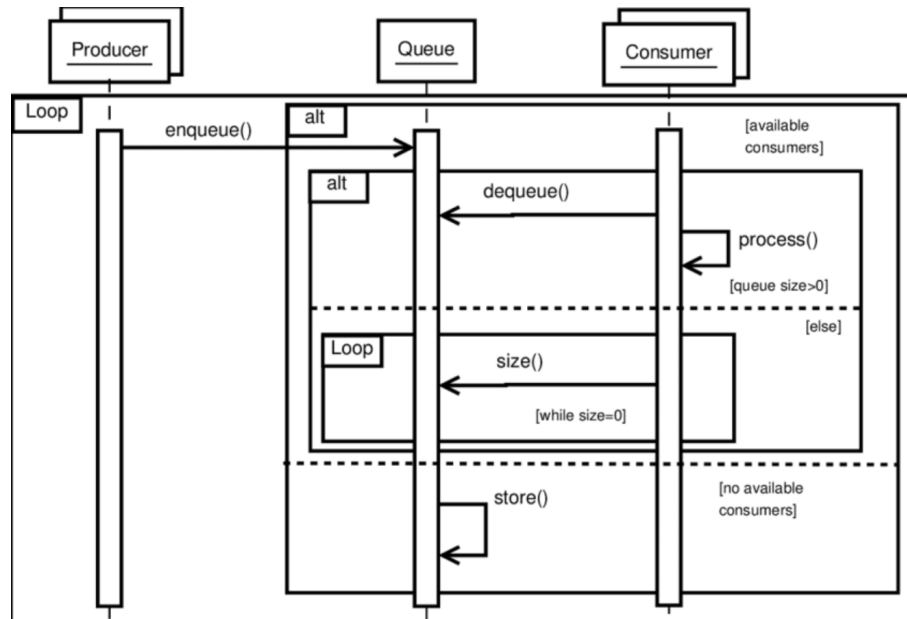 Producer
Queue
Consumer
Loop
alt
enqueue()
[available
consumers]
alt
dequeue()
process()
[queue size>0]
[else]
Loop
size()
[while size=0]
[no available
consumers]
store()